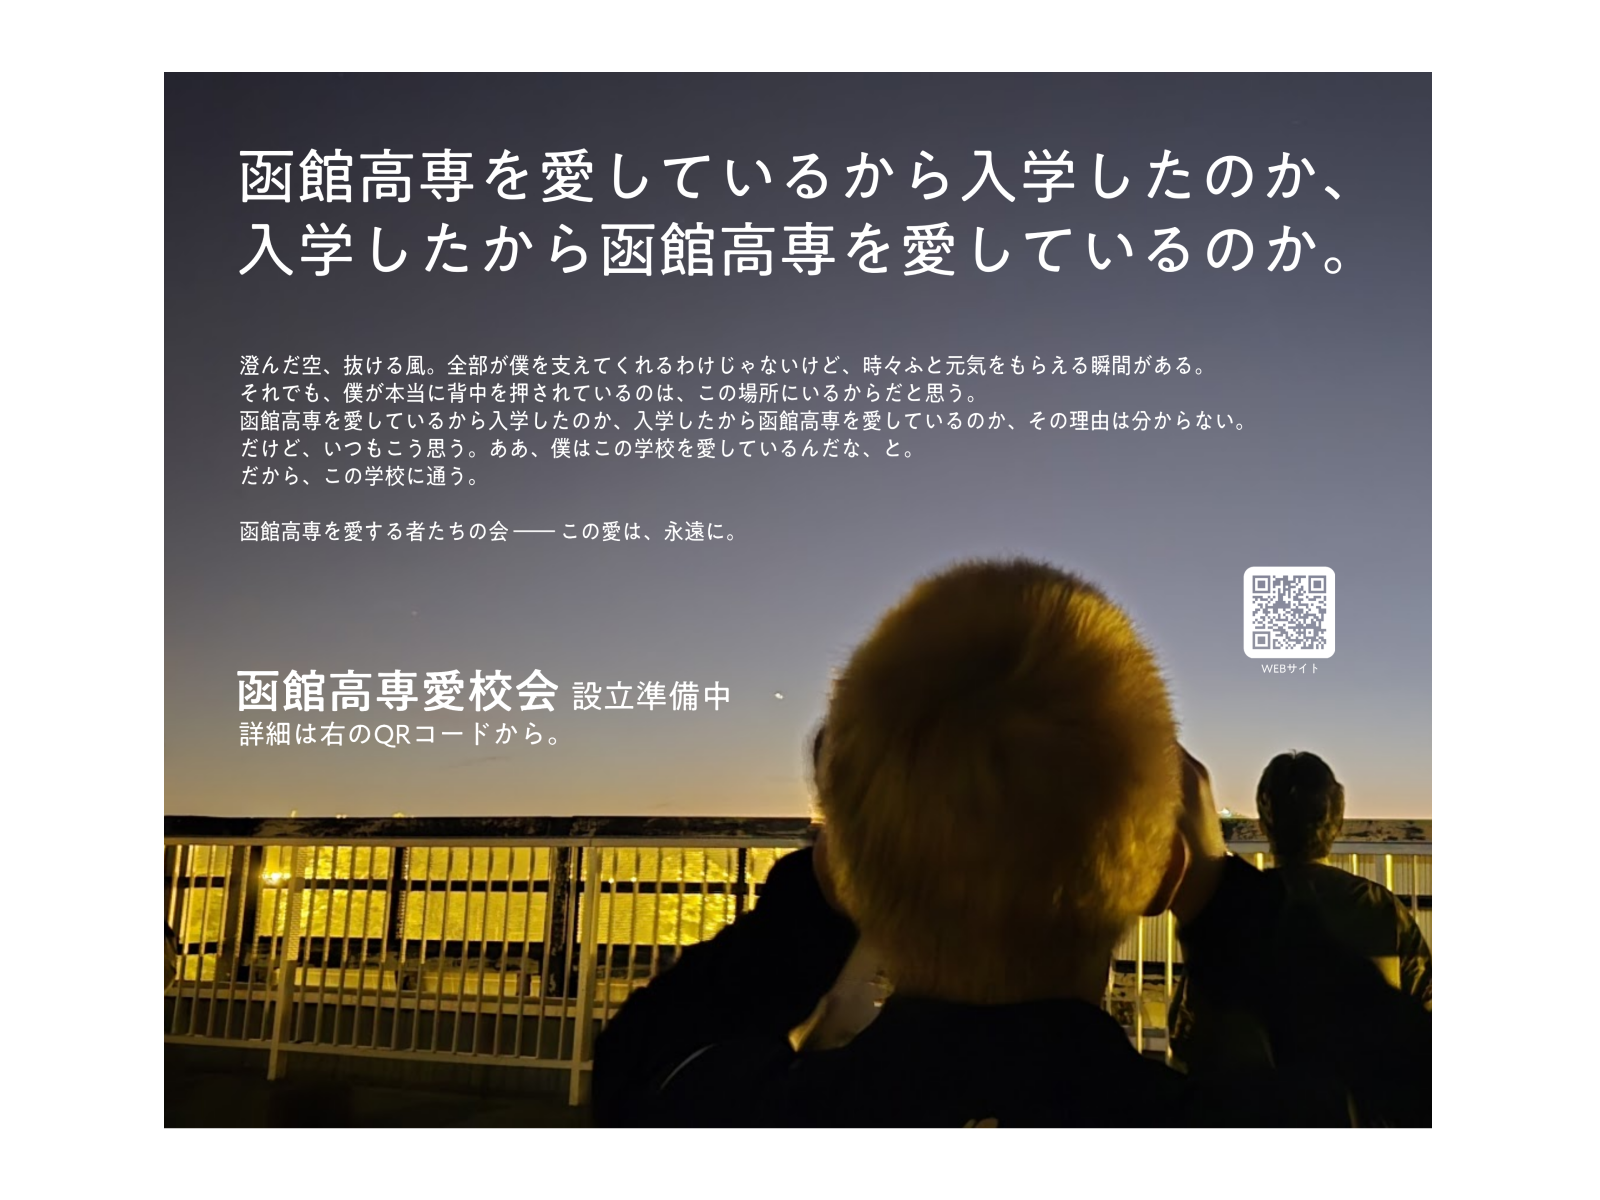 函館高専を愛しているから入学したのか、
入学したから函館高専を愛しているのか。
澄んだ空、抜ける風。全部が僕を支えてくれるわけじゃないけど、時々ふと元気をもらえる瞬間がある。
それでも、僕が本当に背中を押されているのは、この場所にいるからだと思う。
函館高専を愛しているから入学したのか、入学したから函館高専を愛しているのか、その理由は分からない。
だけど、いつもこう思う。ああ、僕はこの学校を愛しているんだな、と。
だから、この学校に通う。
函館高専を愛する者たちの会 ―― この愛は、永遠に。
WEBサイト
函館高専愛校会 設立準備中
詳細は右のQRコードから。